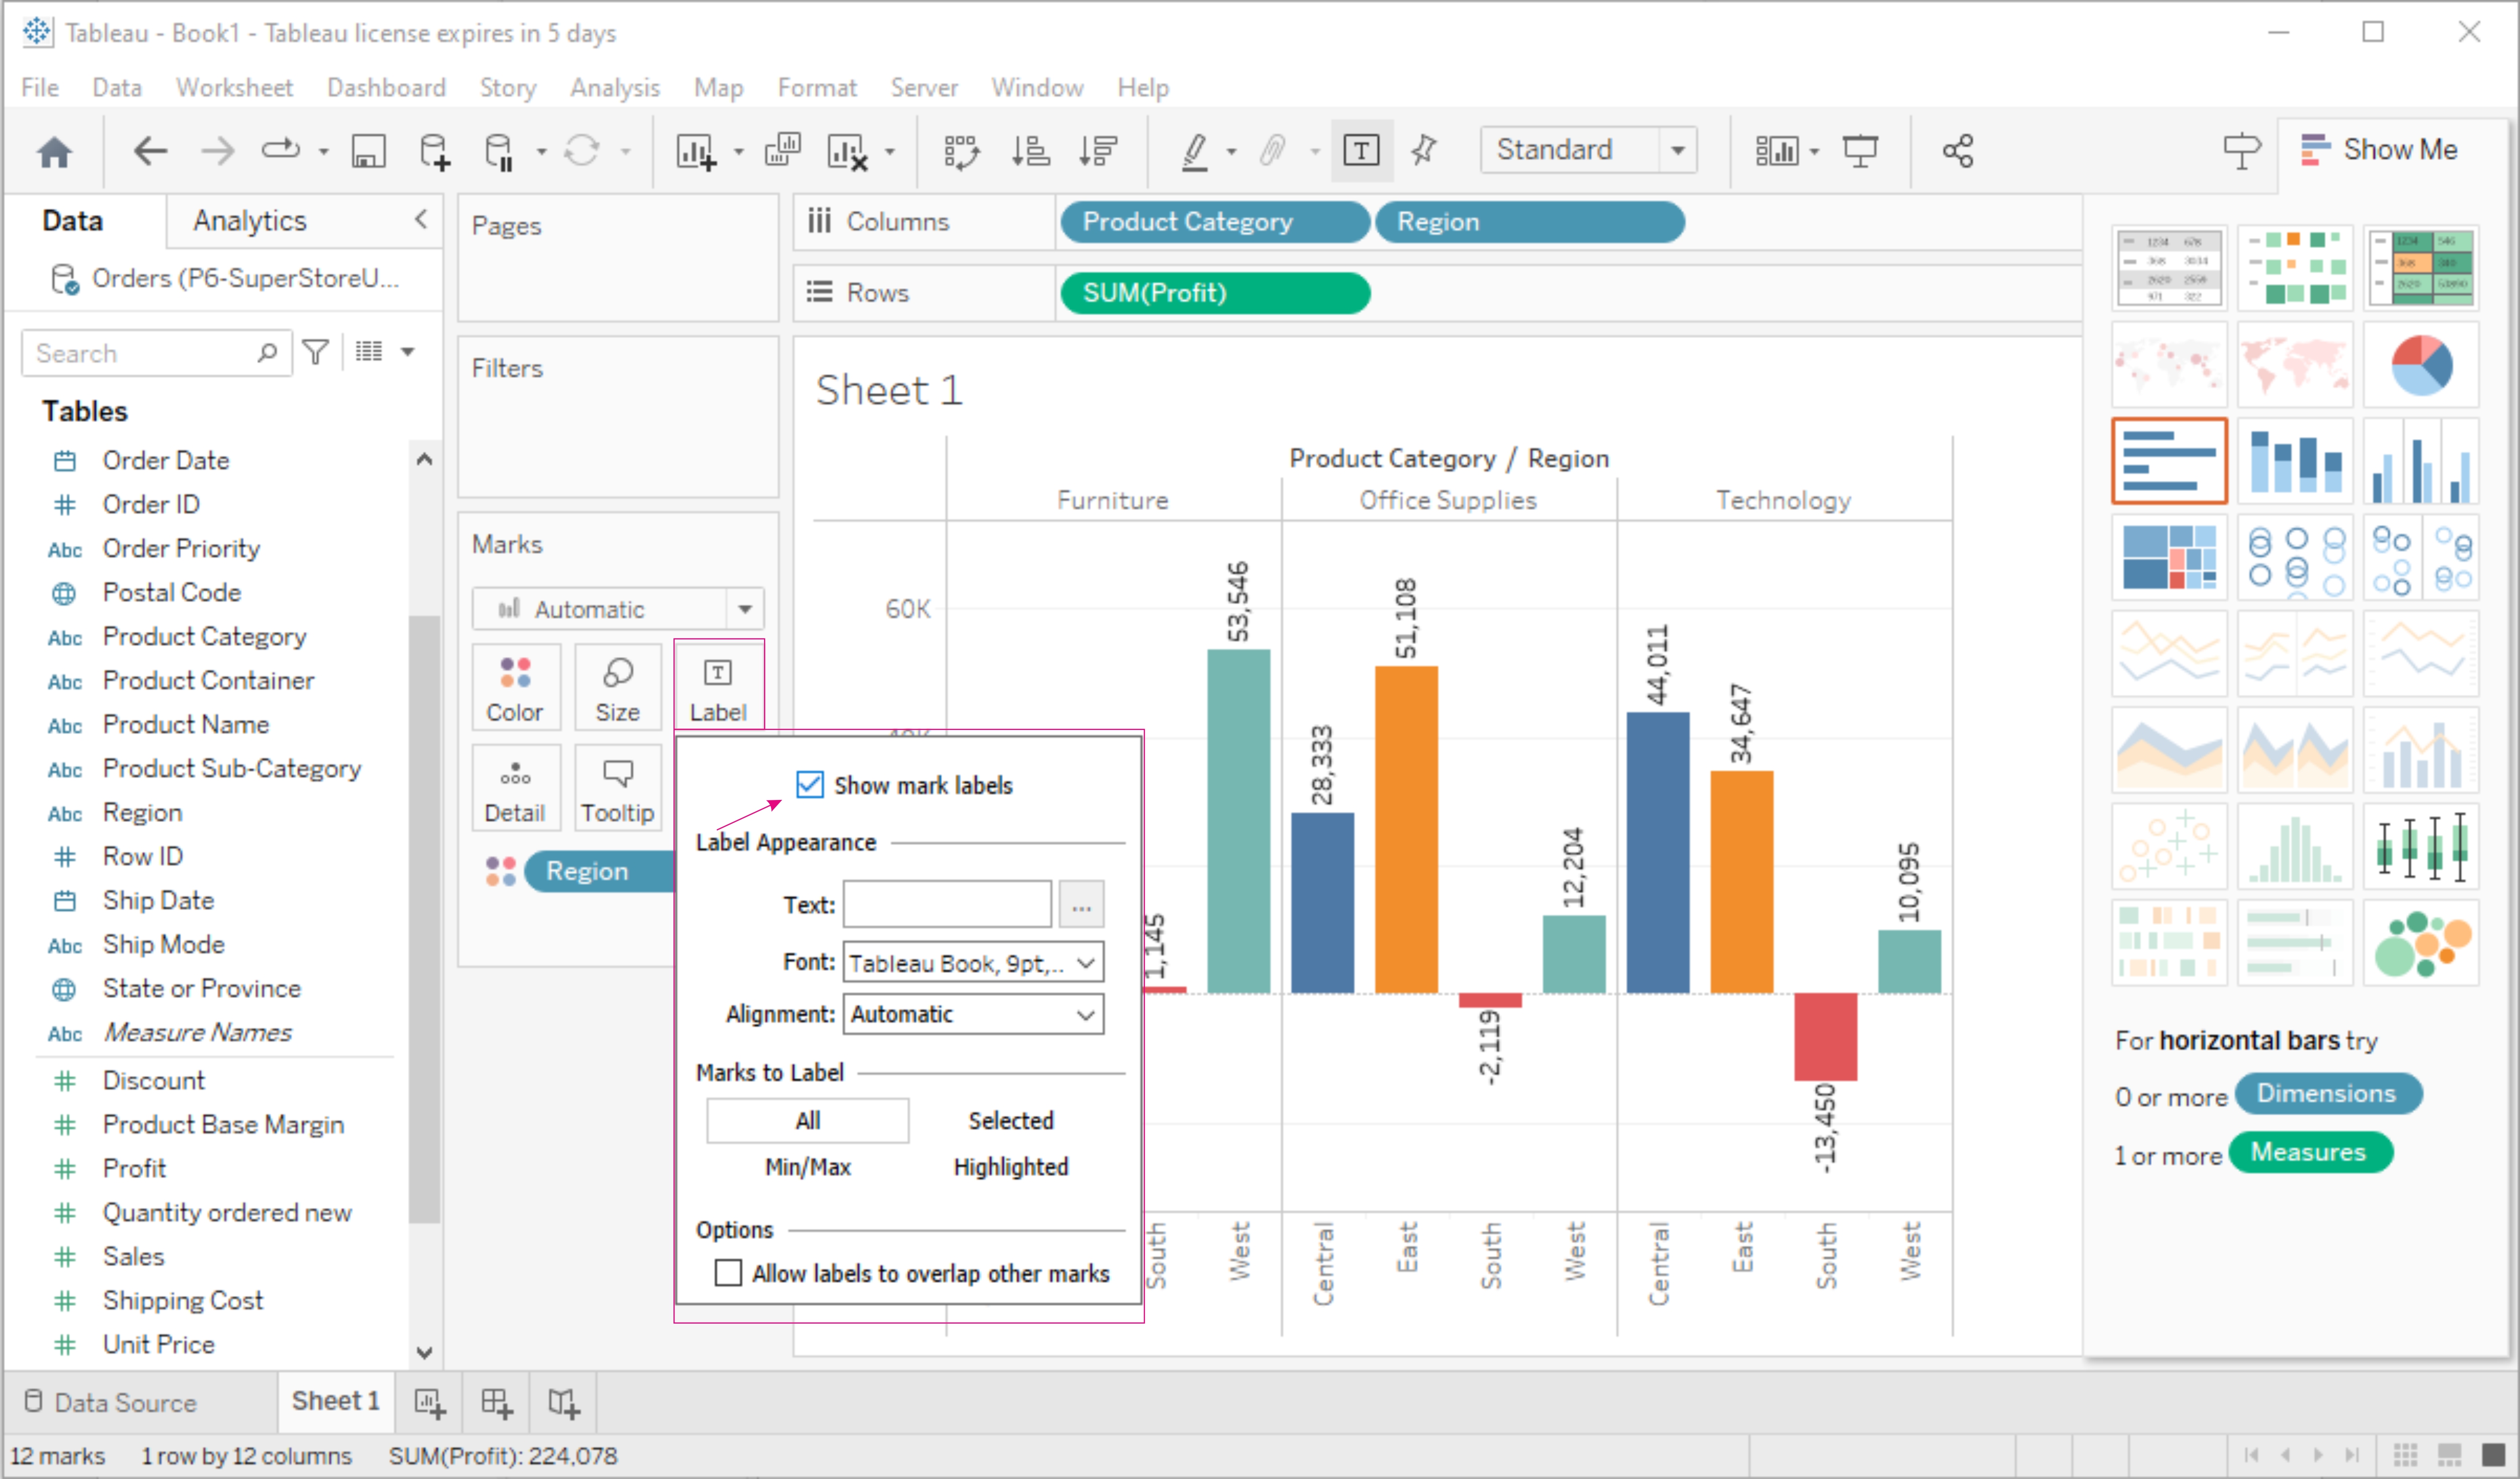 Tableau - Book1 - Tableau license expires in 5 days
File Data Worksheet Dashboard Story Analysis Map Format Server Window Help
Standard
Show Me
Data Analytics
Orders (P6-SuperStoreU...
Search
Tables
Order Date
Order ID
Abc Order Priority
Postal Code
Abc Product Category
Abc Product Container
Abc Product Name
Abc Product Sub-Category
Abc Region
Row ID
Ship Date
Abc Ship Mode
State or Province
Abc Measure Names
Discount
Product Base Margin
Profit
Quantity ordered new
Sales
Shipping Cost
Unit Price
Pages
Filters
Marks
Automatic
Color Size Label
Detail Tooltip
Region
Columns Product Category Region
Rows SUM(Profit)
Sheet 1
Product Category / Region
Furniture Office Supplies Technology
60K
53,546
28,333
51,108
-2,119
12,204
44,011
34,647
-13,450
10,095
1,145
South West Central East South West Central East South West
Show mark labels
Label Appearance
Text: ...
Font: Tableau Book, 9pt,..
Alignment: Automatic
Marks to Label
All Selected
Min/Max Highlighted
Options
Allow labels to overlap other marks
For horizontal bars try
0 or more Dimensions
1 or more Measures
Data Source Sheet 1
12 marks 1 row by 12 columns SUM(Profit): 224,078